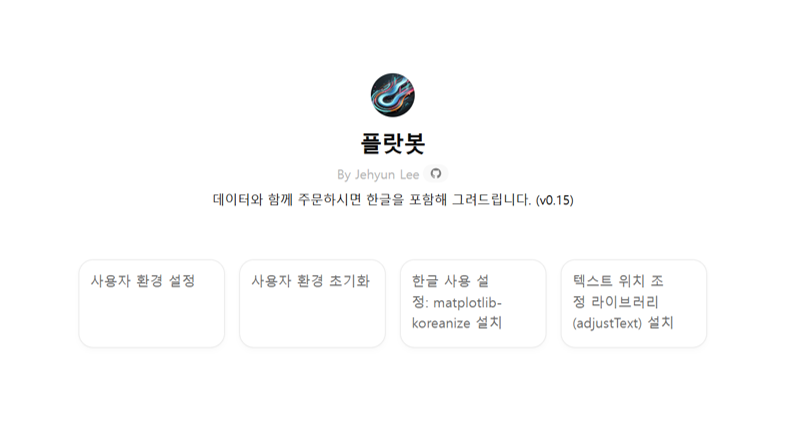 플랏봇
By Jehyun Lee
데이터와 함께 주문하시면 한글을 포함해 그려드립니다. (v0.15)
사용자 환경 설정
사용자 환경 초기화
한글 사용 설
정: matplotlib-
koreanize 설치
텍스트 위치 조
정 라이브러리
(adjustText) 설치